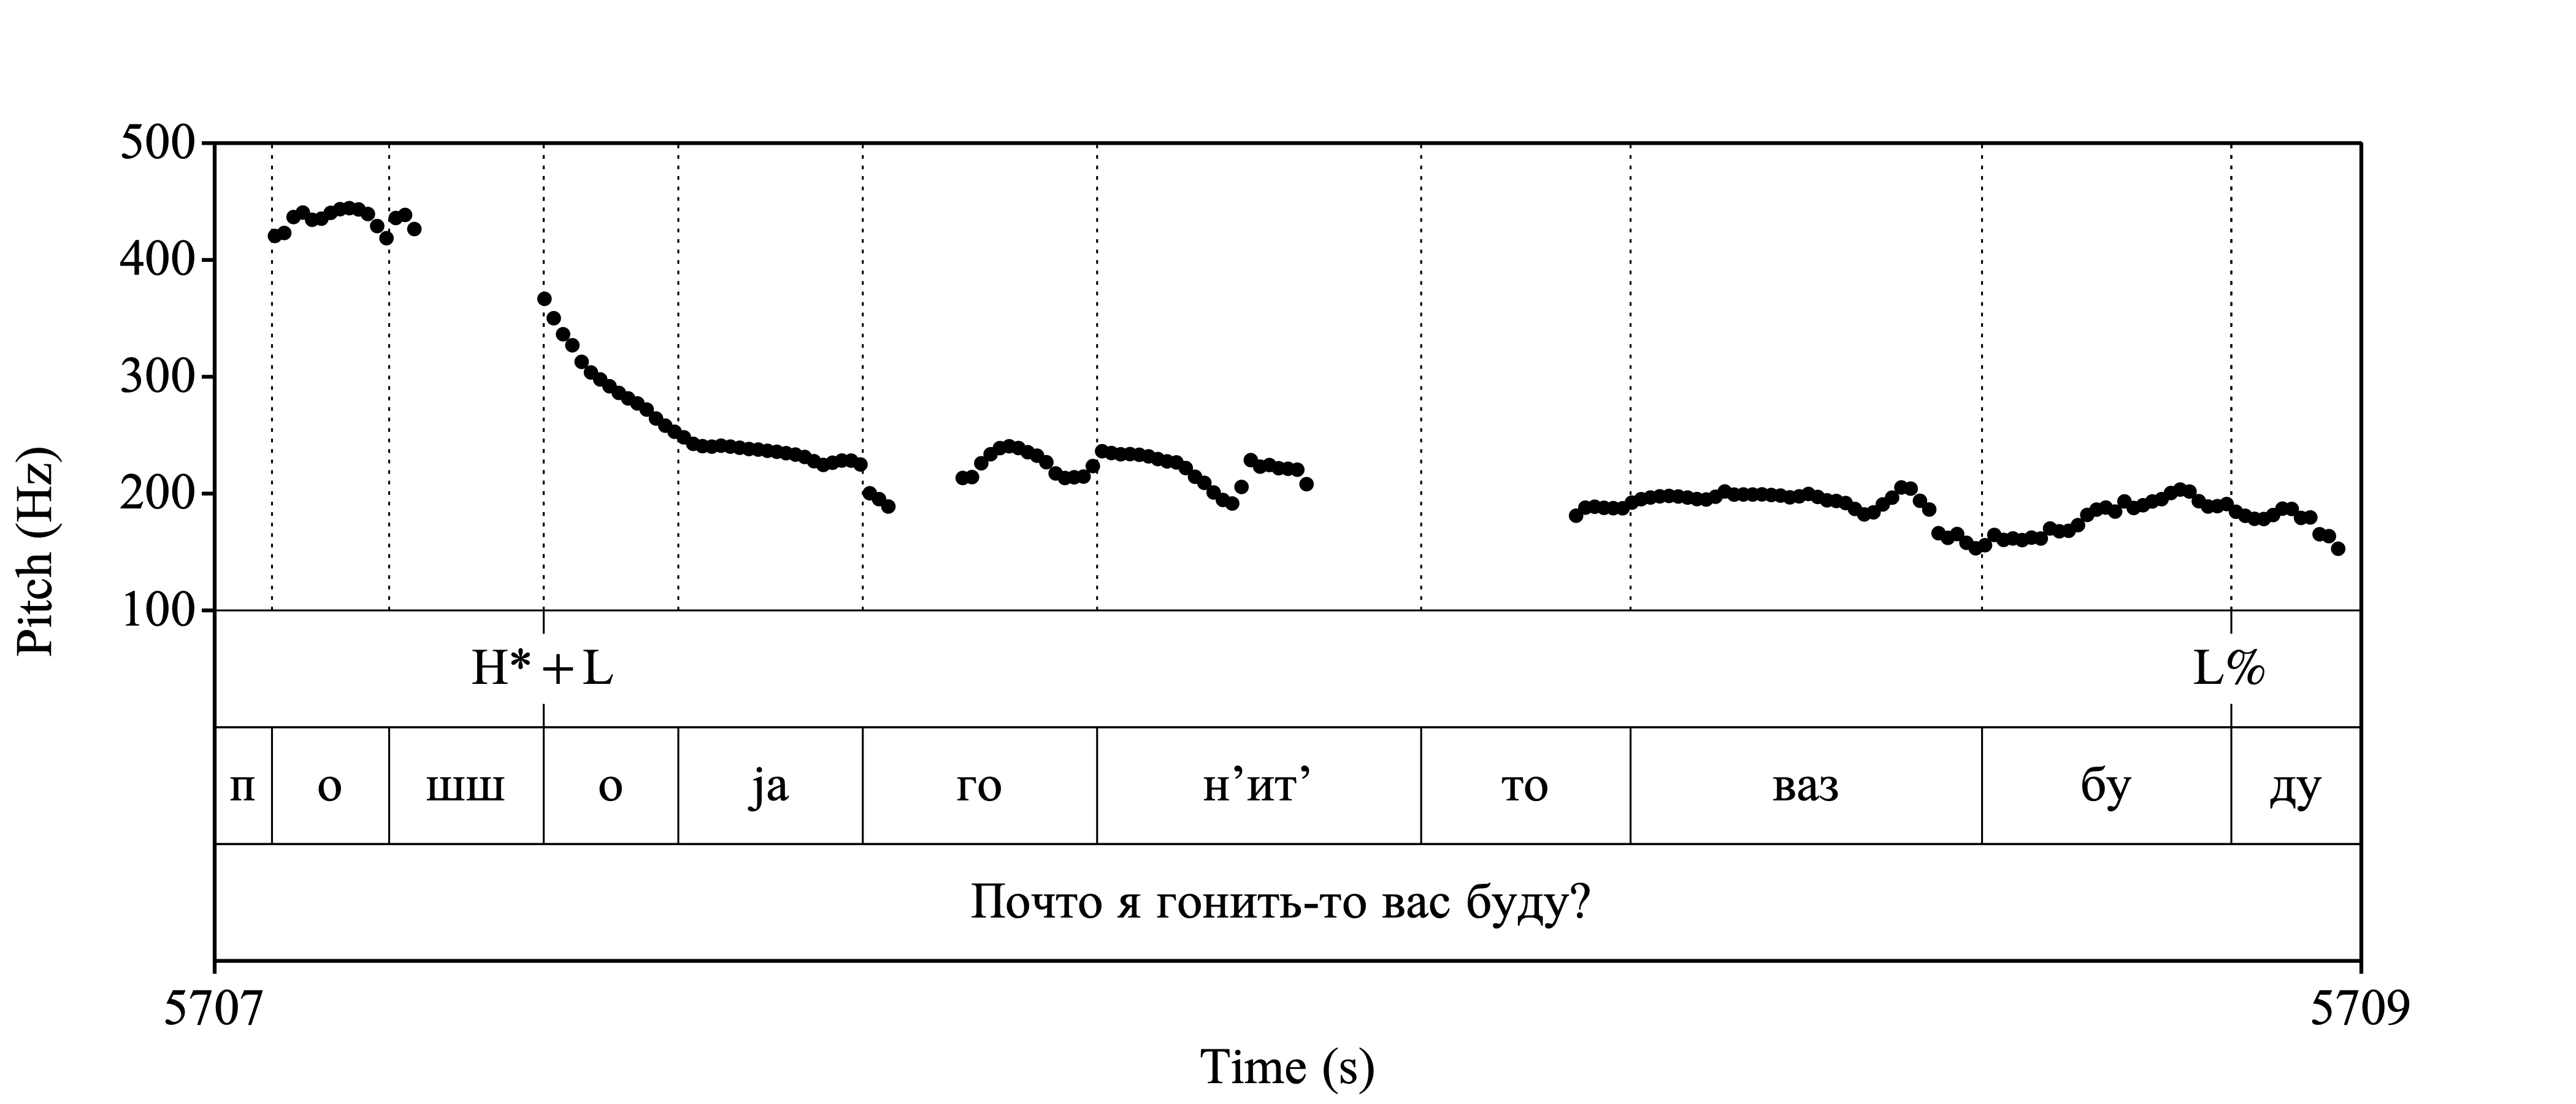 500
400
300
200
100
Pitch (Hz)
H*+L L%
п о шш о jа го н’ит’ то ваз бу ду
Почто я гонить-то вас буду?
5707 5709
Time (s)